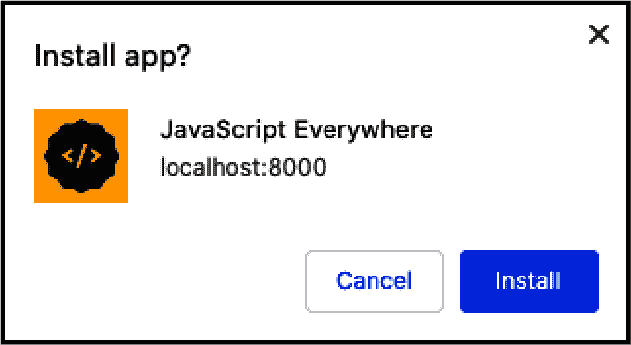 Install app?
JavaScript Everywhere
</>
localhost:8000
Cancel
Install